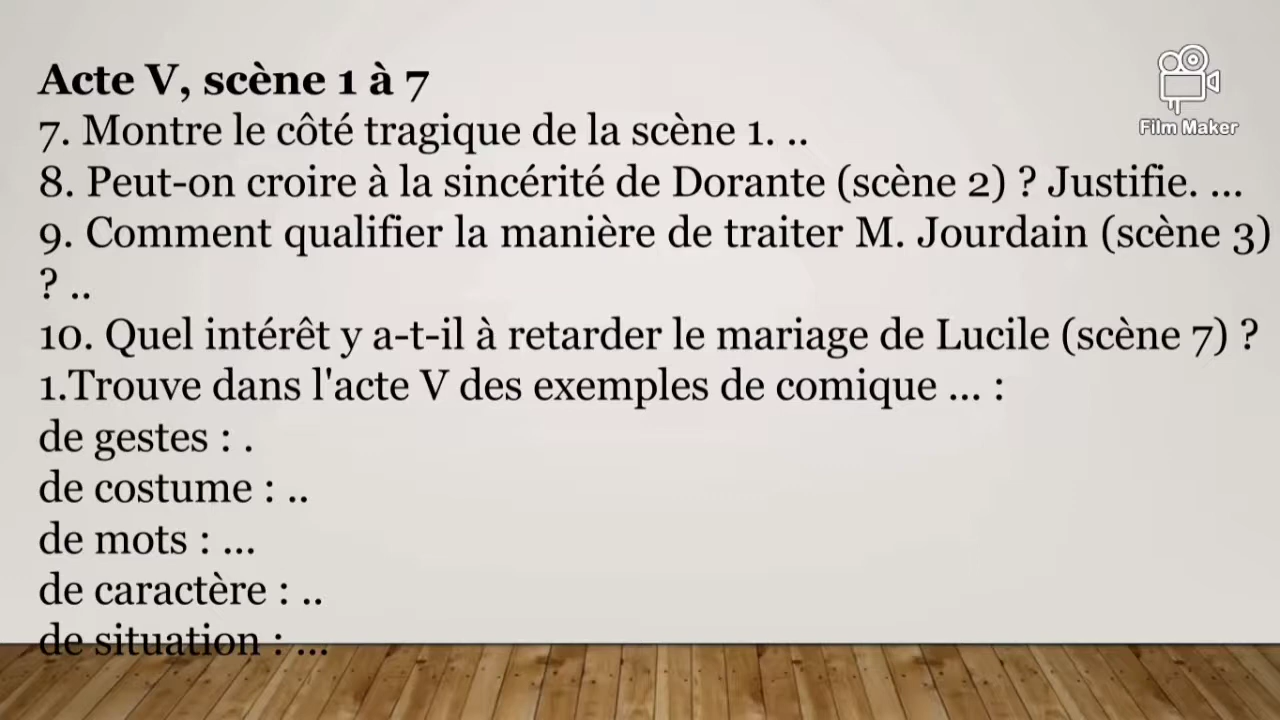 Acte V, scène 1 à 7
Film Maker
7. Montre le côté tragique de la scène 1. ..
8. Peut-on croire à la sincérité de Dorante (scène 2) ? Justifie. ...
9. Comment qualifier la manière de traiter M. Jourdain (scène 3)
? ..
10. Quel intérêt y a-t-il à retarder le mariage de Lucile (scène 7) ?
1.Trouve dans l'acte V des exemples de comique ... :
de gestes : .
de costume : ..
de mots : ...
de caractère : ..
de situation : ...